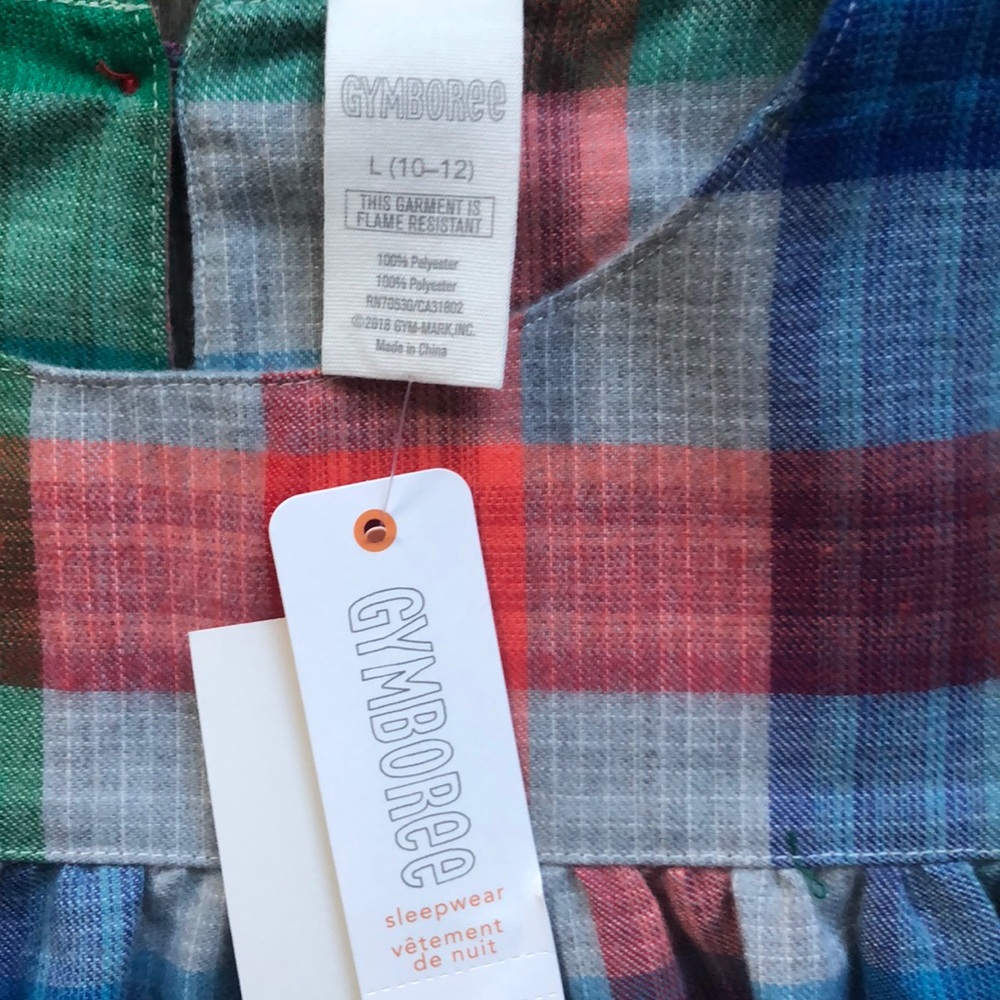 GYMBOREE
L (10–12)
THIS GARMENT IS
FLAME RESISTANT
100% Polyester
100% Polyester
RN70530/CA31802
©2018 GYM-MARK,INC.
Made in China
GYMBOREE
sleepwear
vêtement
de nuit